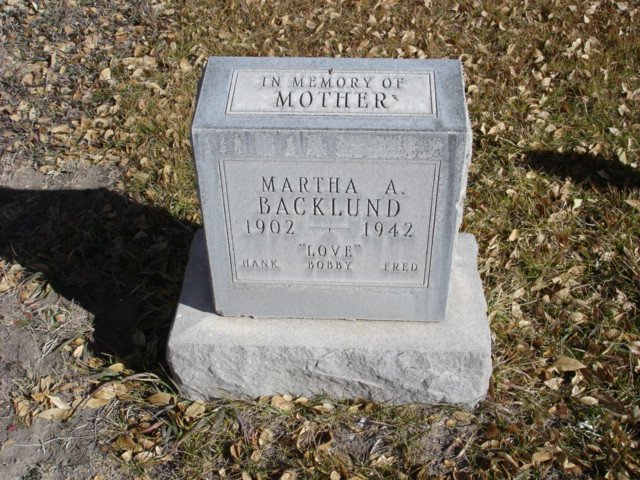 IN MEMORY OF
MOTHER
MARTHA A.
BACKLUND
1902 — 1942
"LOVE"
HANK BOBBY FRED